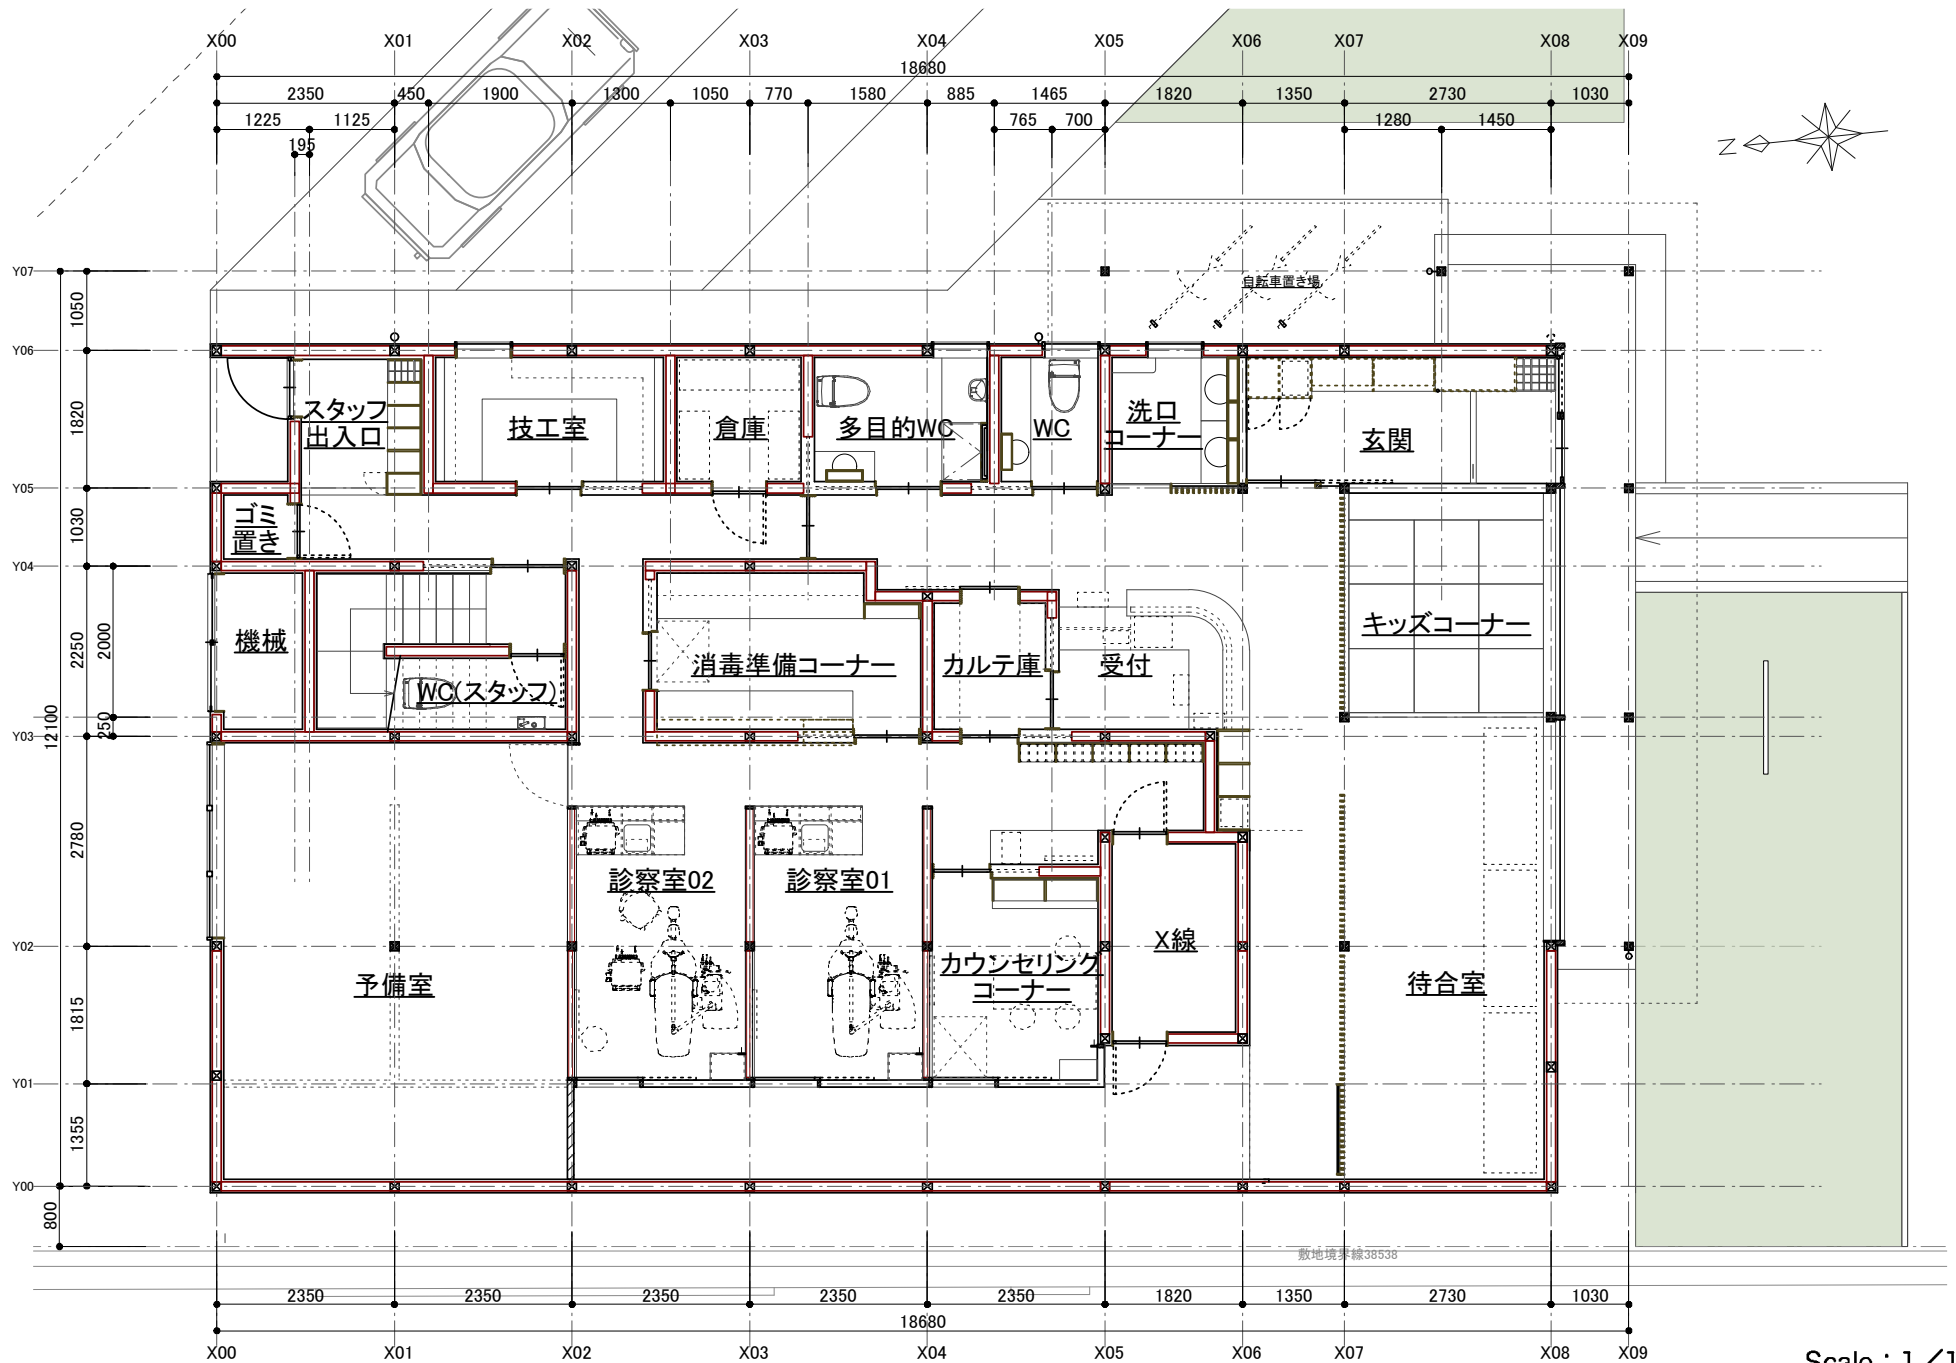 X00 X01 X02 X03 X04 X05 X06 X07 X08 X09
18680
2350 450 1900 1300 1050 770 1580 885 1465 1820 1350 2730 1030
1225 1125 765 700 1280 1450
195
N
Y07
1050
自転車置き場
Y06
1820
スタッフ
出入口
技工室
倉庫
多目的WC
WC
洗口
コーナー
玄関
Y05
1030
ゴミ
置き
Y04
2250
2000
機械
WC(スタッフ)
消毒準備コーナー
カルテ庫
受付
キッズコーナー
12100
250
Y03
2780
診察室02
診察室01
X線
Y02
予備室
カウンセリング
コーナー
待合室
1815
Y01
1355
Y00
800
敷地境界線38538
2350 2350 2350 2350 2350 1820 1350 2730 1030
18680
X00 X01 X02 X03 X04 X05 X06 X07 X08 X09
Scale : 1/1